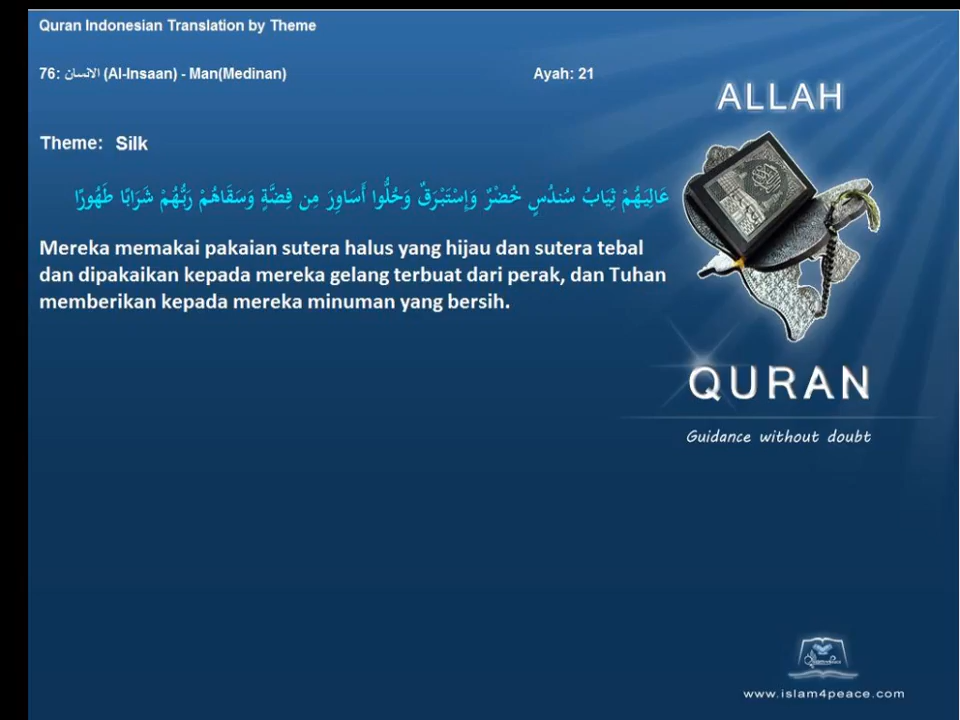 Quran Indonesian Translation by Theme
76: الانسان (Al-Insaan) - Man(Medinan)
Ayah: 21
Theme: Silk
عَالِيَهُمْ ثِيَابُ سُندُسٍ خُضْرٌ وَإِسْتَبْرَقٌ وَحُلُّوا أَسَاوِرَ مِن فِضَّةٍ وَسَقَاهُمْ رَبُّهُمْ شَرَابًا طَهُورًا
Mereka memakai pakaian sutera halus yang hijau dan sutera tebal
dan dipakaikan kepada mereka gelang terbuat dari perak, dan Tuhan
memberikan kepada mereka minuman yang bersih.
ALLAH
QURAN
Guidance without doubt
www.islam4peace.com